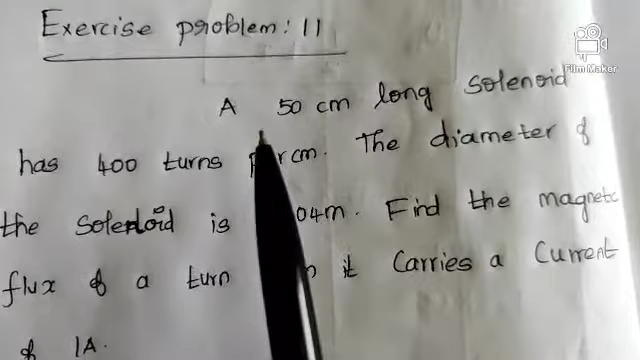 Exercise problem: 11
Film Maker
A 50 cm long solenoid
has 400 turns cm. The diameter of
the solenoid is 04m. Find the magnetic
flux of a turn it carries a current
of 1A.